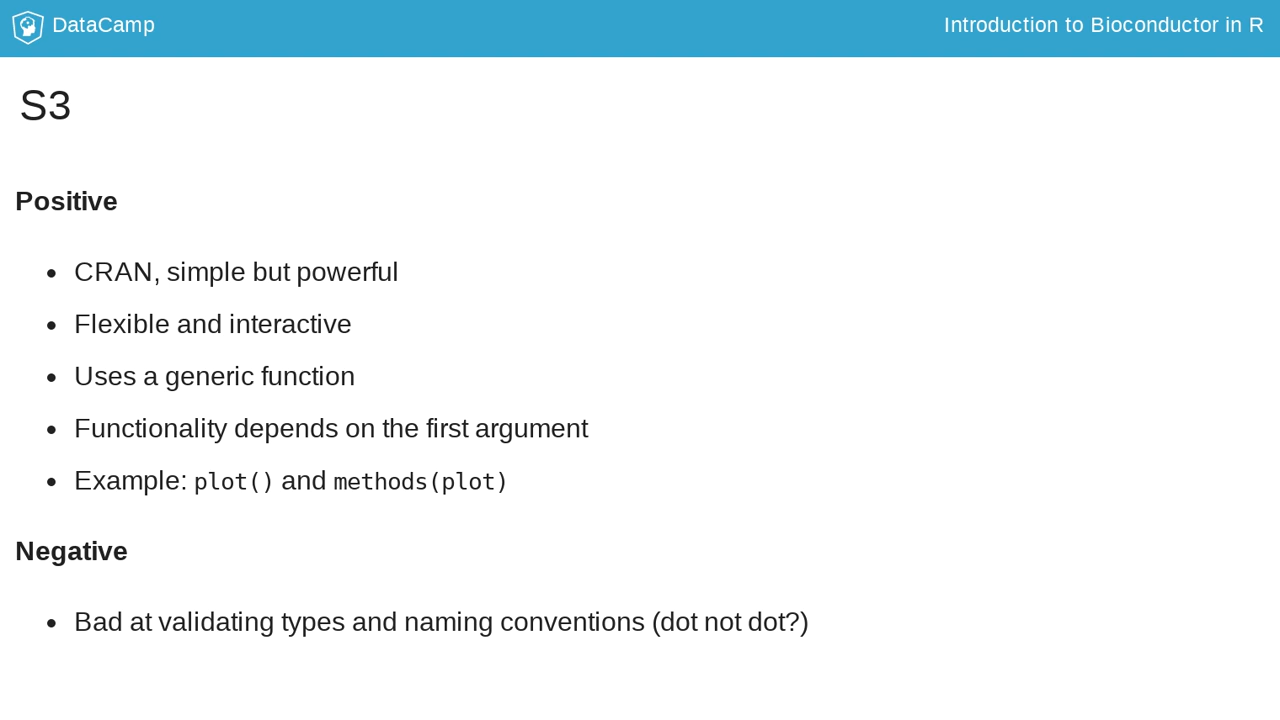 DataCamp
Introduction to Bioconductor in R
S3
Positive
• CRAN, simple but powerful
• Flexible and interactive
• Uses a generic function
• Functionality depends on the first argument
• Example: plot() and methods(plot)
Negative
• Bad at validating types and naming conventions (dot not dot?)